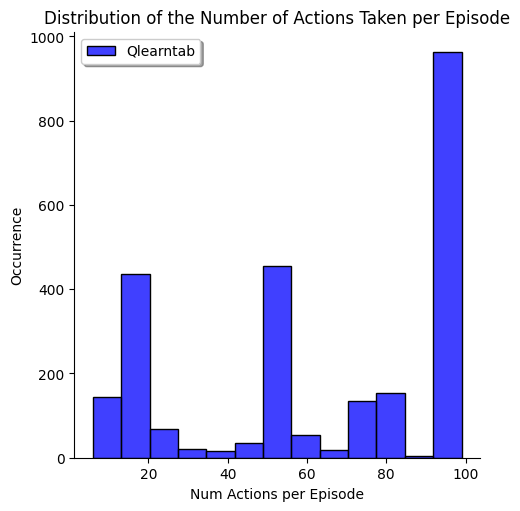 Distribution of the Number of Actions Taken per Episode
Qlearntab
1000
800
600
400
200
0
Occurrence
20 40 60 80 100
Num Actions per Episode